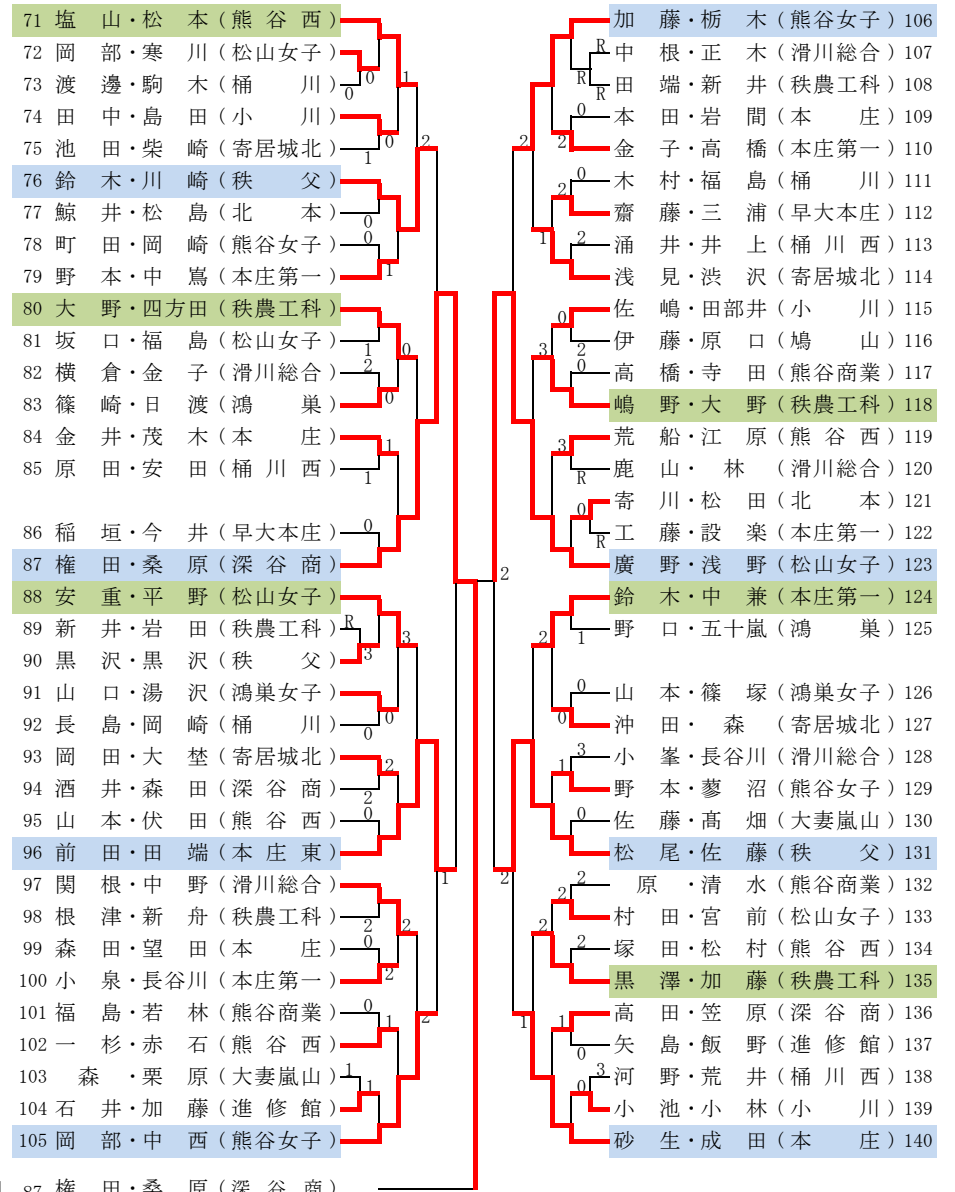 71 塩 山・松 本(熊 谷 西)
72 岡 部・寒 川(松山女子)
73 渡 邊・駒 木(桶 川)
74 田 中・島 田(小 川)
75 池 田・柴 崎(寄居城北)
76 鈴 木・川 崎(秩 父)
77 鯨 井・松 島(北 本)
78 町 田・岡 崎(熊谷女子)
79 野 本・中 嶌(本庄第一)
80 大 野・四方田(秩農工科)
81 坂 口・福 島(松山女子)
82 横 倉・金 子(滑川総合)
83 篠 崎・日 渡(鴻 巣)
84 金 井・茂 木(本 庄)
85 原 田・安 田(桶 川 西)
86 稲 垣・今 井(早大本庄)
87 権 田・桑 原(深 谷 商)
88 安 重・平 野(松山女子)
89 新 井・岩 田(秩農工科)
90 黒 沢・黒 沢(秩 父)
91 山 口・湯 沢(鴻巣女子)
92 長 島・岡 崎(桶 川)
93 岡 田・大 埜(寄居城北)
94 酒 井・森 田(深 谷 商)
95 山 本・伏 田(熊 谷 西)
96 前 田・田 端(本 庄 東)
97 関 根・中 野(滑川総合)
98 根 津・新 舟(秩農工科)
99 森 田・望 田(本 庄)
100 小 泉・長谷川(本庄第一)
101 福 島・若 林(熊谷商業)
102 一 杉・赤 石(熊 谷 西)
103 森 ・栗 原(大妻嵐山)
104 石 井・加 藤(進 修 館)
105 岡 部・中 西(熊谷女子)
87 権 田・桑 原(深 谷 商)
加 藤・栃 木(熊谷女子)106
中 根・正 木(滑川総合)107
田 端・新 井(秩農工科)108
本 田・岩 間(本 庄)109
金 子・高 橋(本庄第一)110
木 村・福 島(桶 川)111
齋 藤・三 浦(早大本庄)112
涌 井・井 上(桶 川 西)113
浅 見・渋 沢(寄居城北)114
佐 嶋・田部井(小 川)115
伊 藤・原 口(鳩 山)116
高 橋・寺 田(熊谷商業)117
嶋 野・大 野(秩農工科)118
荒 船・江 原(熊 谷 西)119
鹿 山・ 林 (滑川総合)120
寄 川・松 田(北 本)121
工 藤・設 楽(本庄第一)122
廣 野・浅 野(松山女子)123
鈴 木・中 兼(本庄第一)124
野 口・五十嵐(鴻 巣)125
山 本・篠 塚(鴻巣女子)126
沖 田・ 森 (寄居城北)127
小 峯・長谷川(滑川総合)128
野 本・蓼 沼(熊谷女子)129
佐 藤・髙 畑(大妻嵐山)130
松 尾・佐 藤(秩 父)131
原 ・清 水(熊谷商業)132
村 田・宮 前(松山女子)133
塚 田・松 村(熊 谷 西)134
黒 澤・加 藤(秩農工科)135
高 田・笠 原(深 谷 商)136
矢 島・飯 野(進 修 館)137
河 野・荒 井(桶 川 西)138
小 池・小 林(小 川)139
砂 生・成 田(本 庄)140